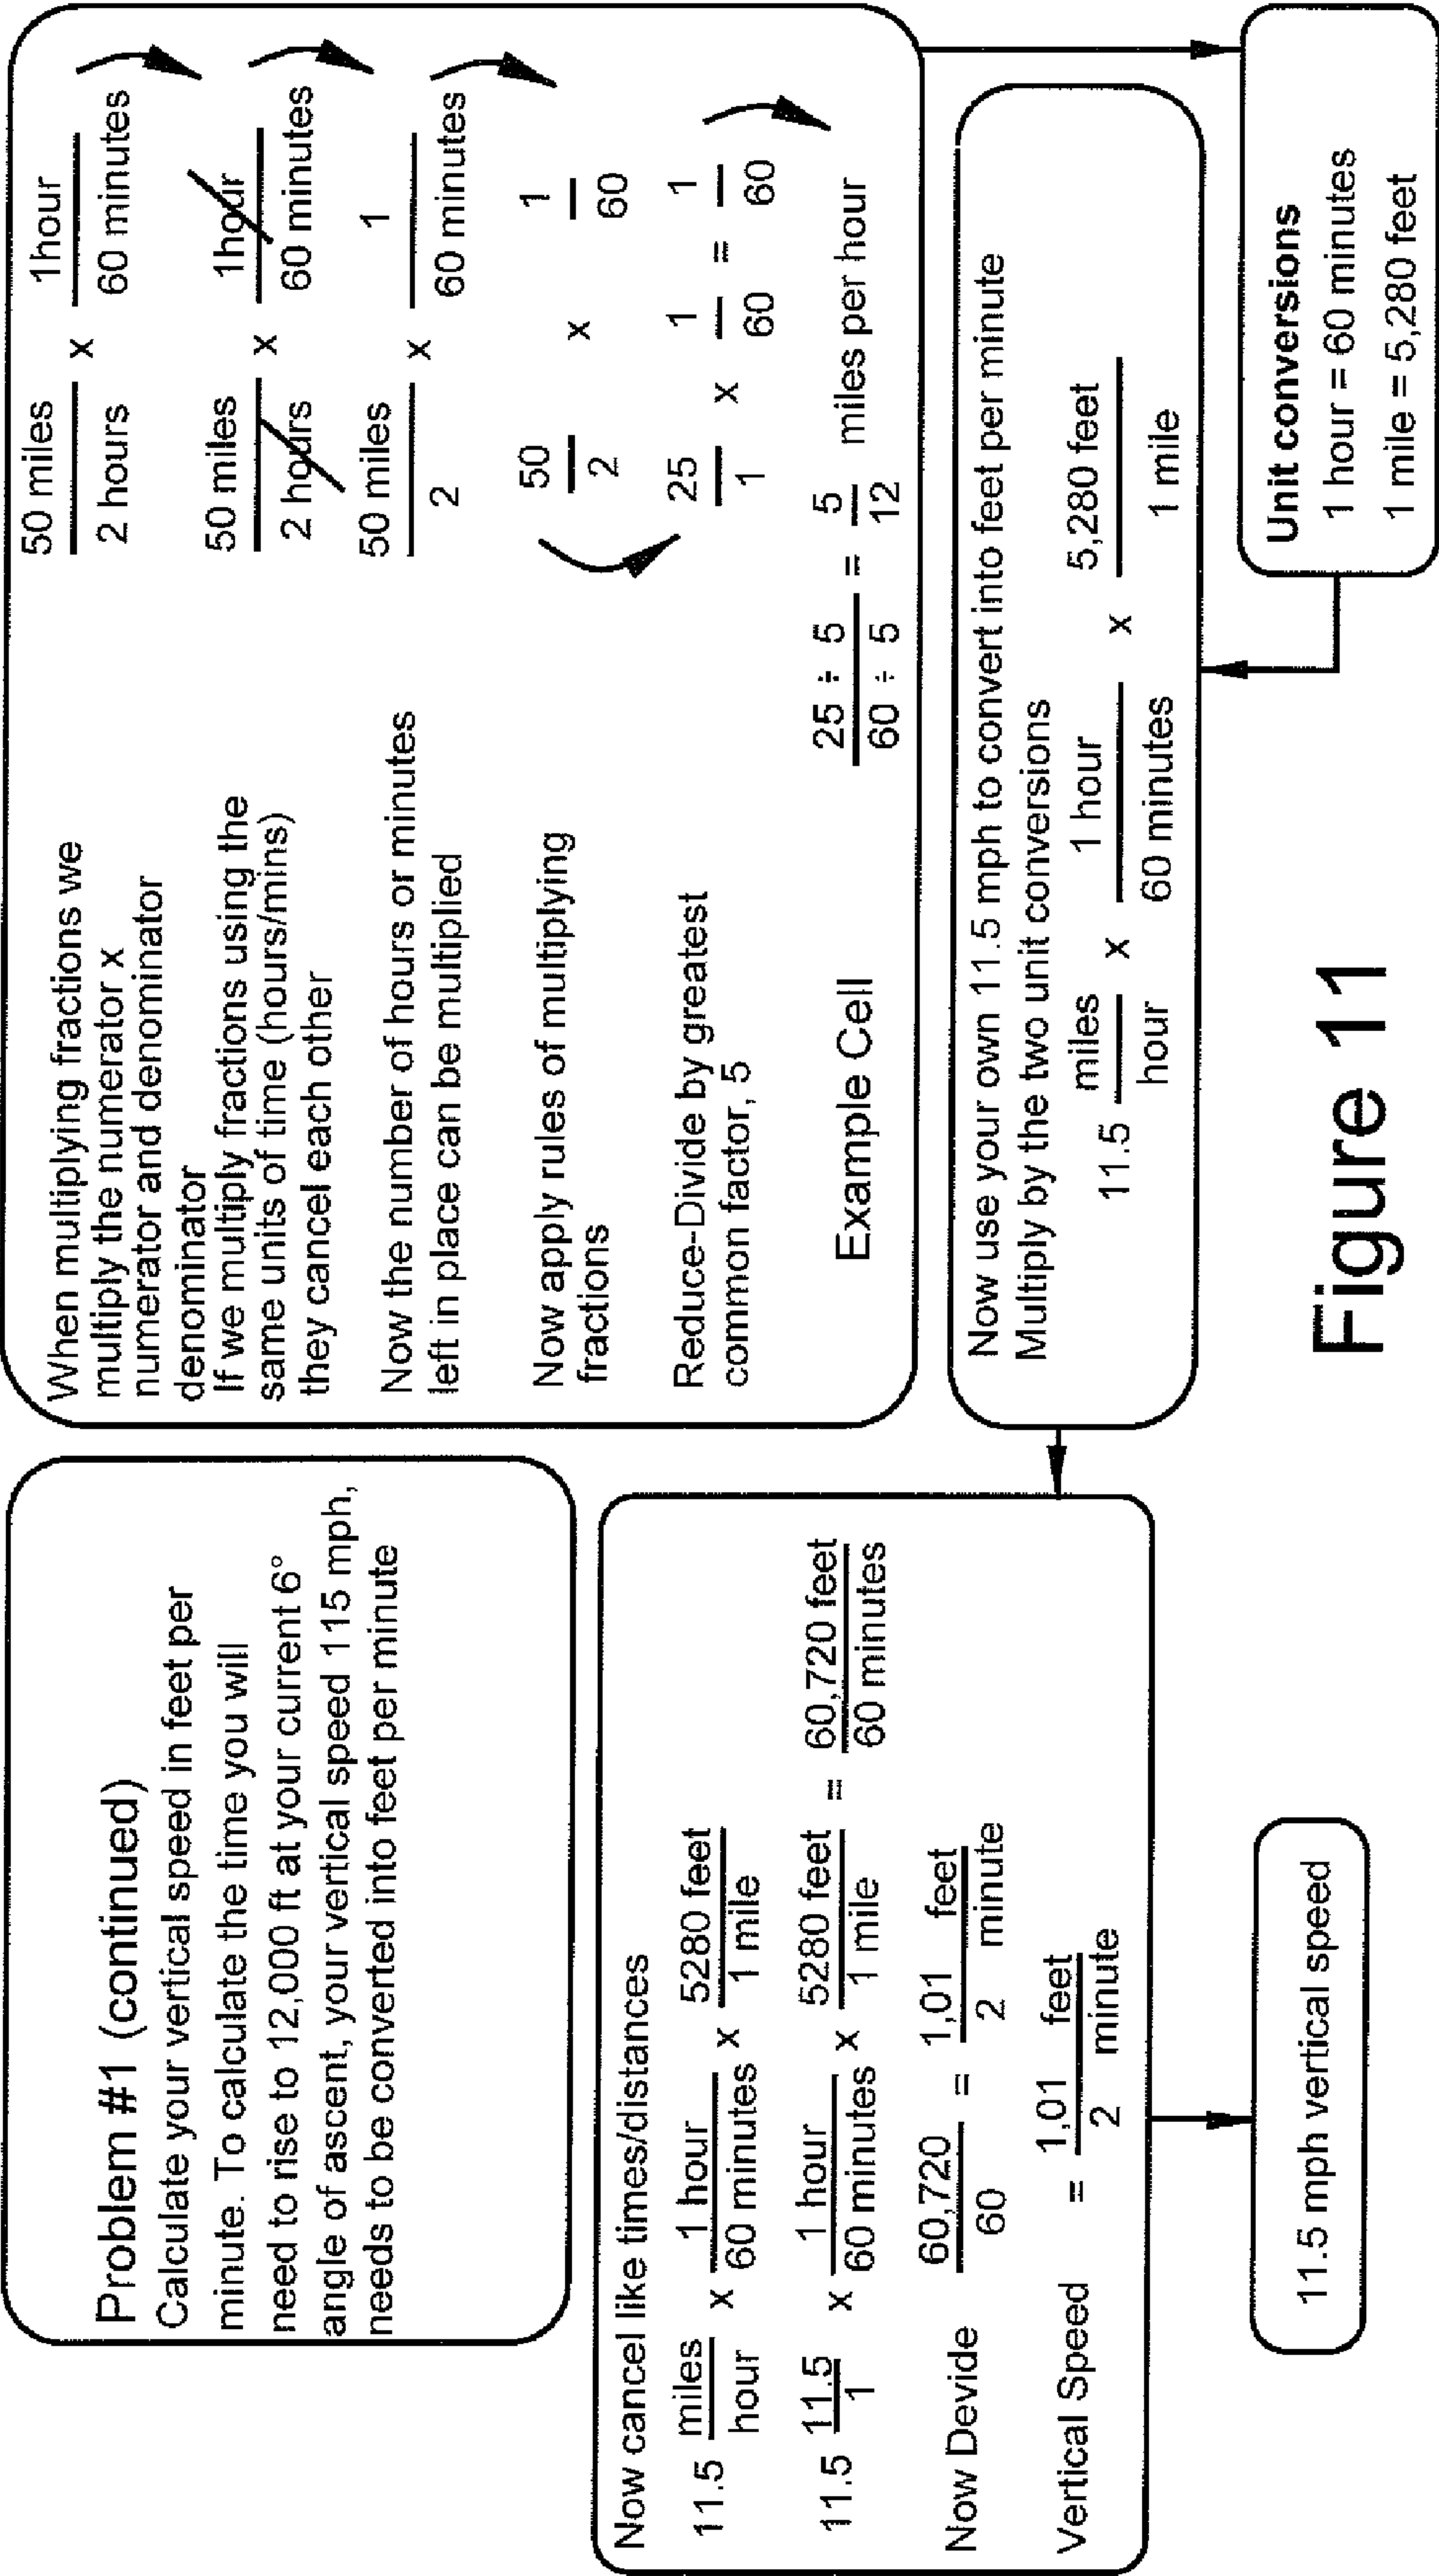 Problem #1 (continued)
Calculate your vertical speed in feet per
minute. To calculate the time you will
need to rise to 12,000 ft at your current 6°
angle of ascent, your vertical speed 115 mph,
needs to be converted into feet per minute
When multiplying fractions we
multiply the numerator x
numerator and denominator
denominator
50 miles / 2 hours x 1hour / 60 minutes
If we multiply fractions using the
same units of time (hours/mins)
they cancel each other
50 miles / 2 hours x 1hour / 60 minutes
Now the number of hours or minutes
left in place can be multiplied
50 miles / 2 x 1 / 60 minutes
Now apply rules of multiplying
fractions
50 / 2 x 1 / 60
Reduce-Divide by greatest
common factor, 5
25 / 1 x 1 / 60 = 1 / 60
Example Cell
25 ÷ 5 / 60 ÷ 5 = 5 / 12 miles per hour
Unit conversions
1 hour = 60 minutes
1 mile = 5,280 feet
Now use your own 11.5 mph to convert into feet per minute
Multiply by the two unit conversions
11.5 miles / hour x 1 hour / 60 minutes x 5,280 feet / 1 mile
Now cancel like times/distances
11.5 miles / hour x 1 hour / 60 minutes x 5280 feet / 1 mile
11.5 11.5 / 1 x 1 hour / 60 minutes x 5280 feet / 1 mile = 60,720 feet / 60 minutes
Now Devide 60,720 / 60 = 1,01 / 2 feet / minute
Vertical Speed = 1,01 / 2 feet / minute
11.5 mph vertical speed
Figure 11